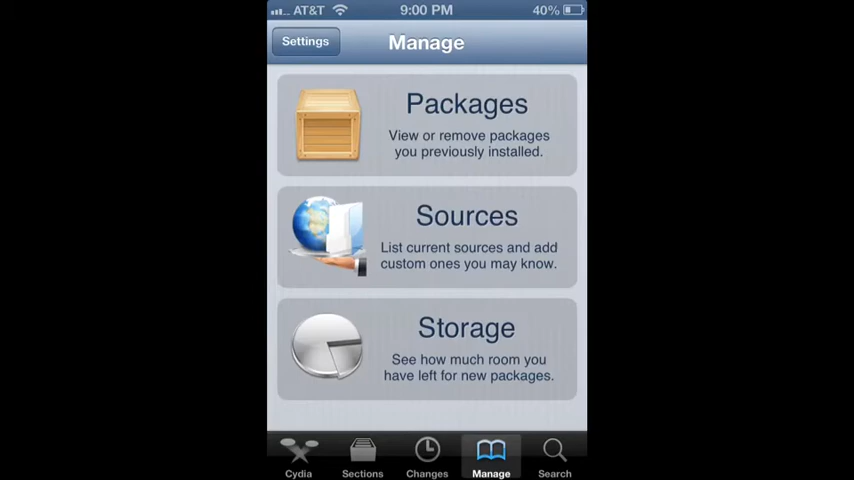 AT&T 9:00 PM 40%
Settings Manage
Packages
View or remove packages
you previously installed.
Sources
List current sources and add
custom ones you may know.
Storage
See how much room you
have left for new packages.
Cydia Sections Changes Manage Search